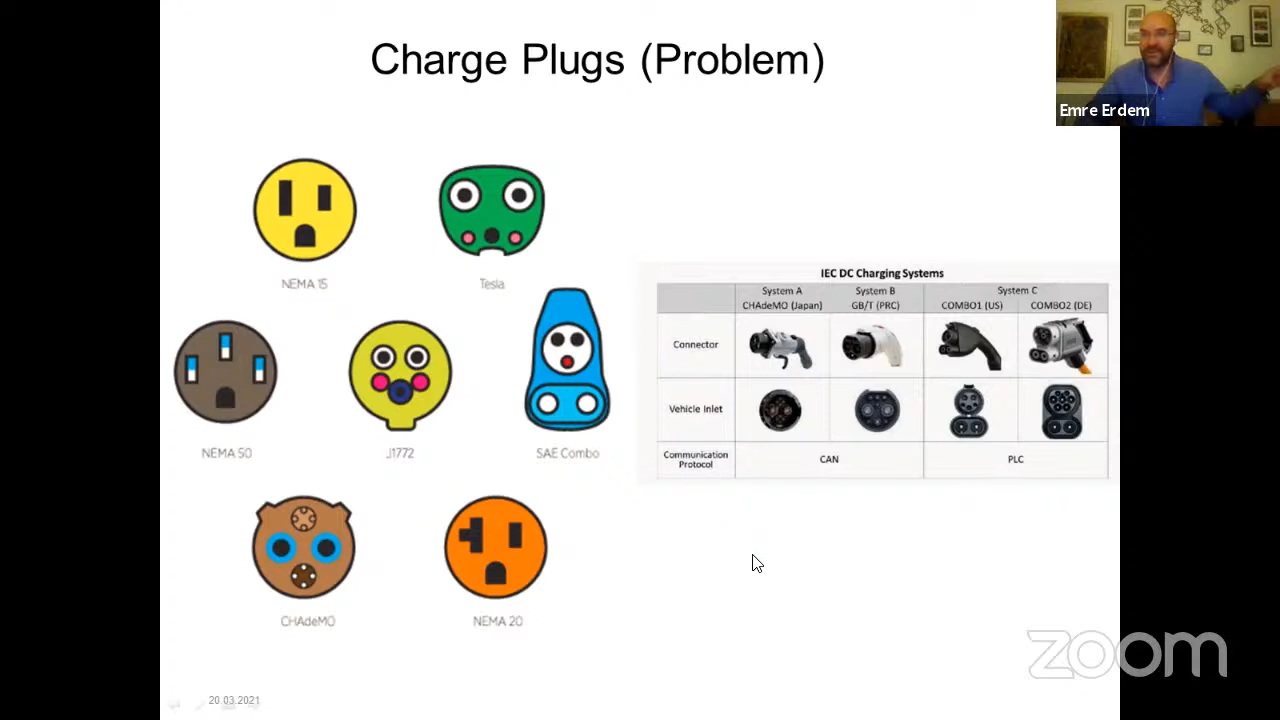 Charge Plugs (Problem)
Emre Erdem
NEMA 15
Tesla
NEMA 50
J1772
SAE Combo
CHAdeMO
NEMA 20
IEC DC Charging Systems
System A
System B
System C
CHAdeMO (Japan)
GB/T (PRC)
COMBO1 (US)
COMBO2 (DE)
Connector
Vehicle Inlet
Communication
Protocol
CAN
PLC
20.03.2021
zoom